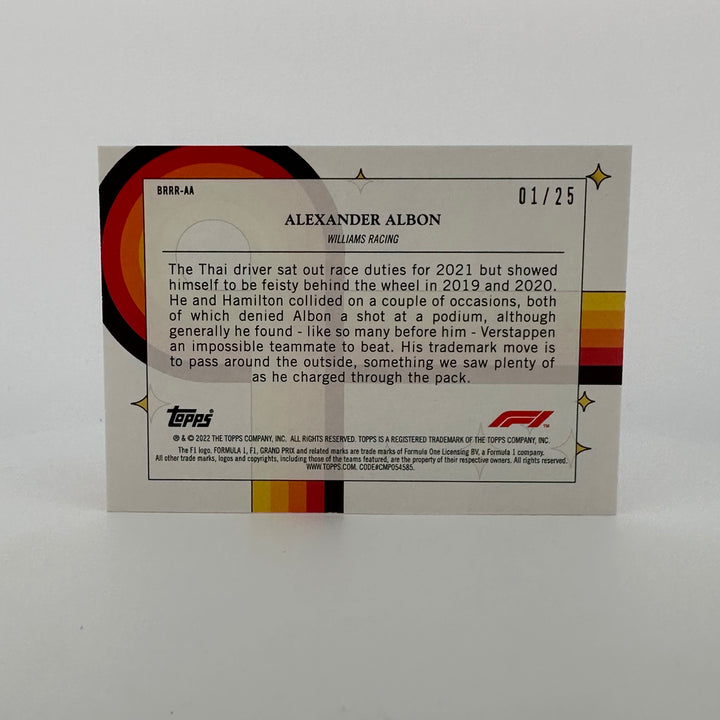 BRRR-AA
01/25
ALEXANDER ALBON
WILLIAMS RACING
The Thai driver sat out race duties for 2021 but showed
himself to be feisty behind the wheel in 2019 and 2020.
He and Hamilton collided on a couple of occasions, both
of which denied Albon a shot at a podium, although
generally he found - like so many before him - Verstappen
an impossible teammate to beat. His trademark move is
to pass around the outside, something we saw plenty of
as he charged through the pack.
Topps
F1 ™
℗ & © 2022 THE TOPPS COMPANY, INC. ALL RIGHTS RESERVED. TOPPS IS A REGISTERED TRADEMARK OF THE TOPPS COMPANY, INC.
The F1 logo, FORMULA 1, F1, GRAND PRIX and related marks are trade marks of Formula One Licensing BV, a Formula 1 company.
All other trade marks, logos and copyrights, including those of the teams featured, are the property of their respective owners. All rights reserved.
WWW.TOPPS.COM. CODE#CMP054585.